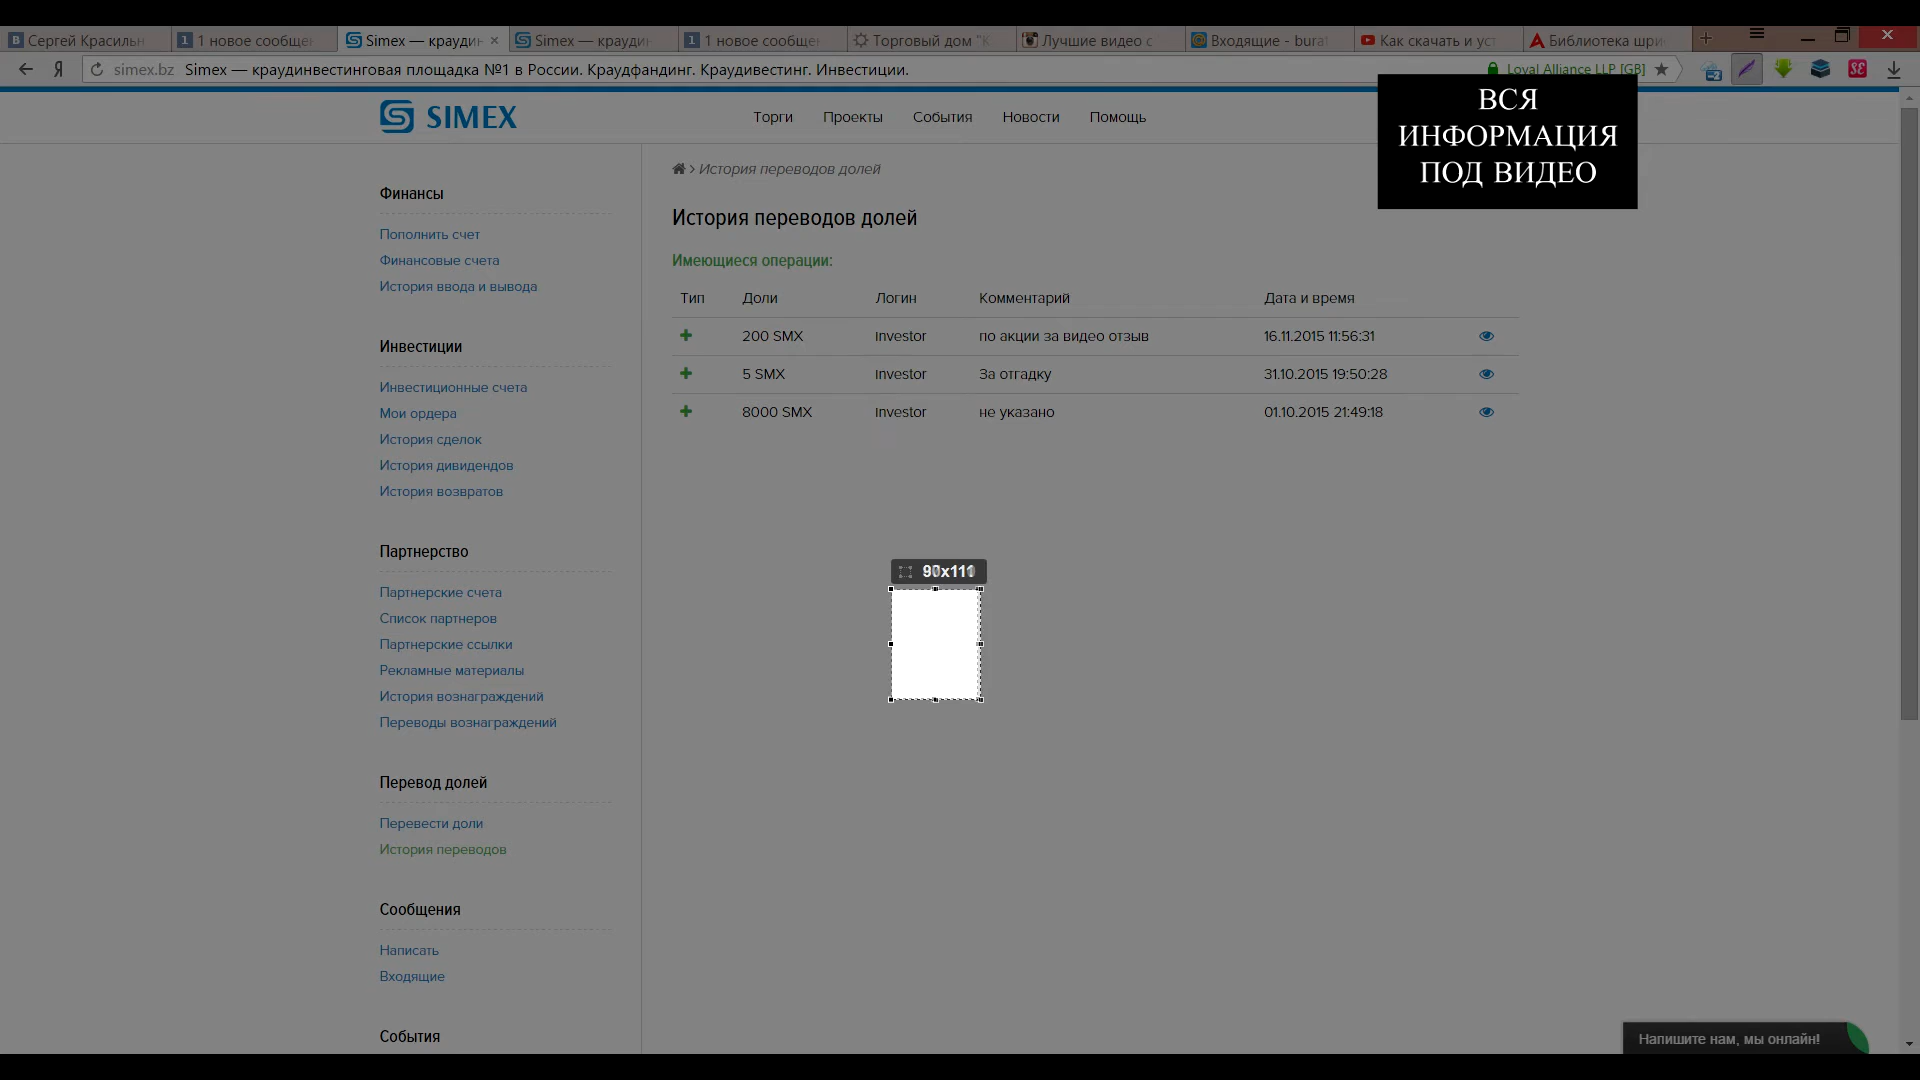 Сергей Красильн
1 новое сообще
Simex — крауди
Simex — крауди
1 новое сообще
Торговый дом "К
Лучшие видео с
Входящие - bura
Как скачать и уст
Библиотека шри
simex.bz Simex — краудинвестинговая площадка №1 в России. Краудфандинг. Краудивестинг. Инвестиции.
Loyal Alliance LLP [GB]
ВСЯ
ИНФОРМАЦИЯ
ПОД ВИДЕО
SIMEX
Торги Проекты События Новости Помощь
История переводов долей
Финансы
Пополнить счет
Финансовые счета
История ввода и вывода
Инвестиции
Инвестиционные счета
Мои ордера
История сделок
История дивидендов
История возвратов
Партнерство
Партнерские счета
Список партнеров
Партнерские ссылки
Рекламные материалы
История вознаграждений
Переводы вознаграждений
Перевод долей
Перевести доли
История переводов
Сообщения
Написать
Входящие
События
История переводов долей
Имеющиеся операции:
Тип Доли Логин Комментарий Дата и время
200 SMX Investor по акции за видео отзыв 16.11.2015 11:56:31
5 SMX Investor За отгадку 31.10.2015 19:50:28
8000 SMX Investor не указано 01.10.2015 21:49:18
Напишите нам, мы онлайн!